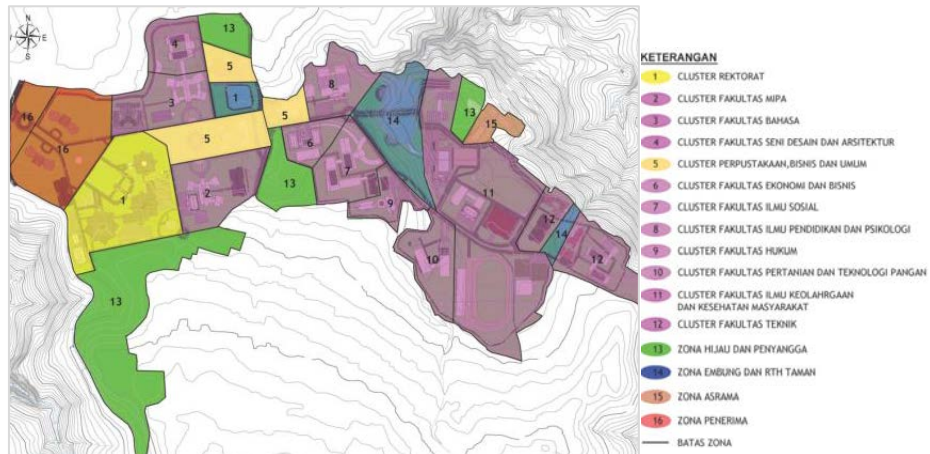 N
I E
S
13
4
5
1
3
5
5
8
16
16
6
14
13
15
7
13
2
1
9
11
12
14
12
10
13
KETERANGAN
1 CLUSTER REKTORAT
2 CLUSTER FAKULTAS MIPA
3 CLUSTER FAKULTAS BAHASA
4 CLUSTER FAKULTAS SENI DESAIN DAN ARSITEKTUR
5 CLUSTER PERPUSTAKAAN,BISNIS DAN UMUM
6 CLUSTER FAKULTAS EKONOMI DAN BISNIS
7 CLUSTER FAKULTAS ILMU SOSIAL
8 CLUSTER FAKULTAS ILMU PENDIDIKAN DAN PSIKOLOGI
9 CLUSTER FAKULTAS HUKUM
10 CLUSTER FAKULTAS PERTANIAN DAN TEKNOLOGI PANGAN
11 CLUSTER FAKULTAS ILMU KEOLAHRGAAN
DAN KESEHATAN MASYARAKAT
12 CLUSTER FAKULTAS TEKNIK
13 ZONA HIJAU DAN PENYANGGA
14 ZONA EMBUNG DAN RTH TAMAN
15 ZONA ASRAMA
16 ZONA PENERIMA
BATAS ZONA